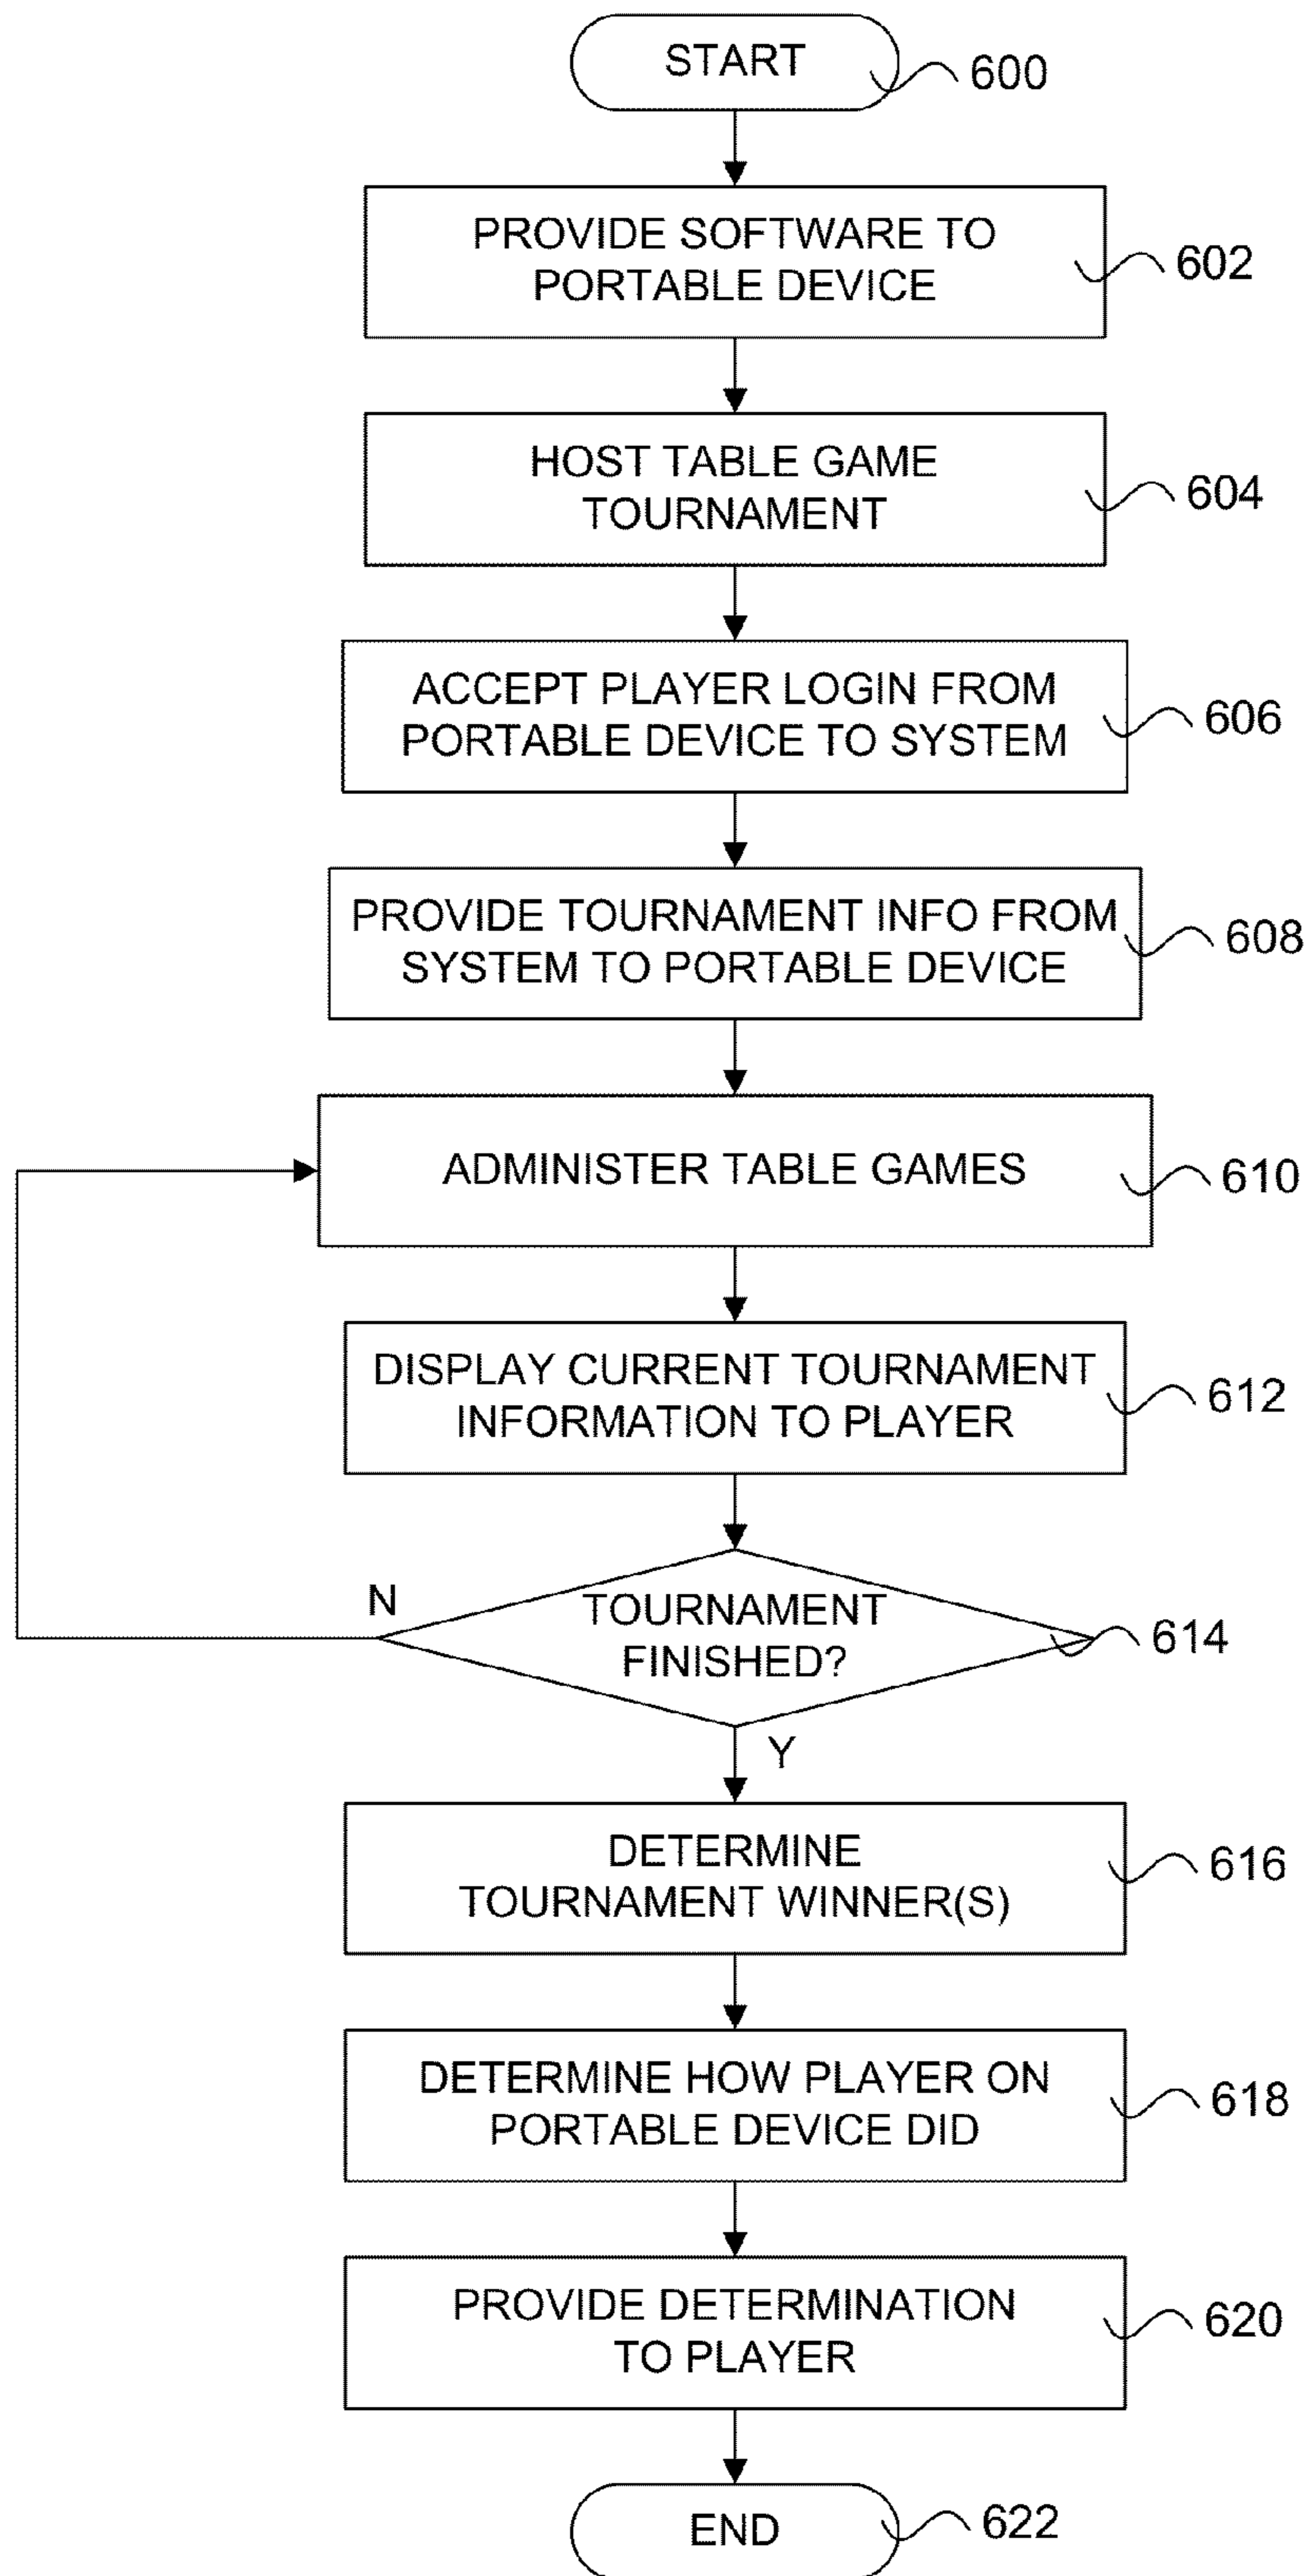 START
600
PROVIDE SOFTWARE TO
PORTABLE DEVICE
602
HOST TABLE GAME
TOURNAMENT
604
ACCEPT PLAYER LOGIN FROM
PORTABLE DEVICE TO SYSTEM
606
PROVIDE TOURNAMENT INFO FROM
SYSTEM TO PORTABLE DEVICE
608
ADMINISTER TABLE GAMES
610
DISPLAY CURRENT TOURNAMENT
INFORMATION TO PLAYER
612
N
TOURNAMENT
FINISHED?
614
Y
DETERMINE
TOURNAMENT WINNER(S)
616
DETERMINE HOW PLAYER ON
PORTABLE DEVICE DID
618
PROVIDE DETERMINATION
TO PLAYER
620
END
622